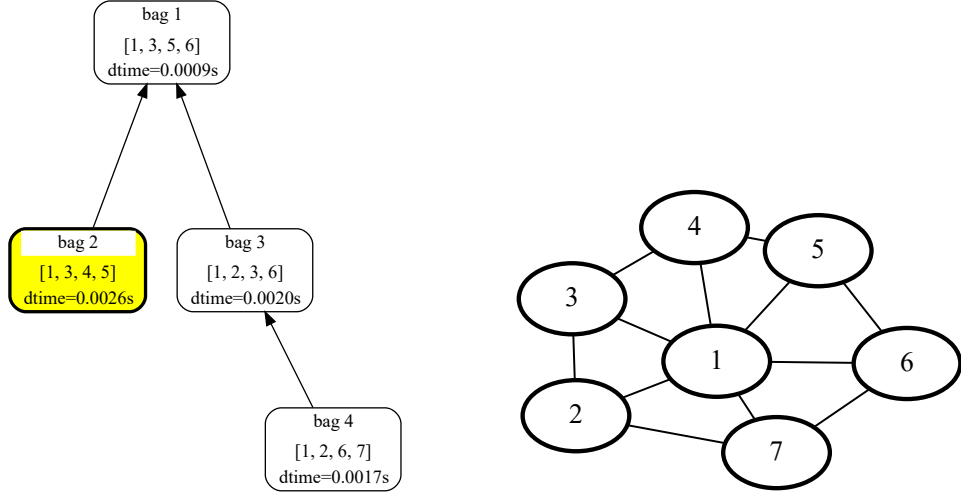 bag 1
[1, 3, 5, 6]
dtime=0.0009s
bag 2
[1, 3, 4, 5]
dtime=0.0026s
bag 3
[1, 2, 3, 6]
dtime=0.0020s
bag 4
[1, 2, 6, 7]
dtime=0.0017s
4
5
3
1
6
2
7